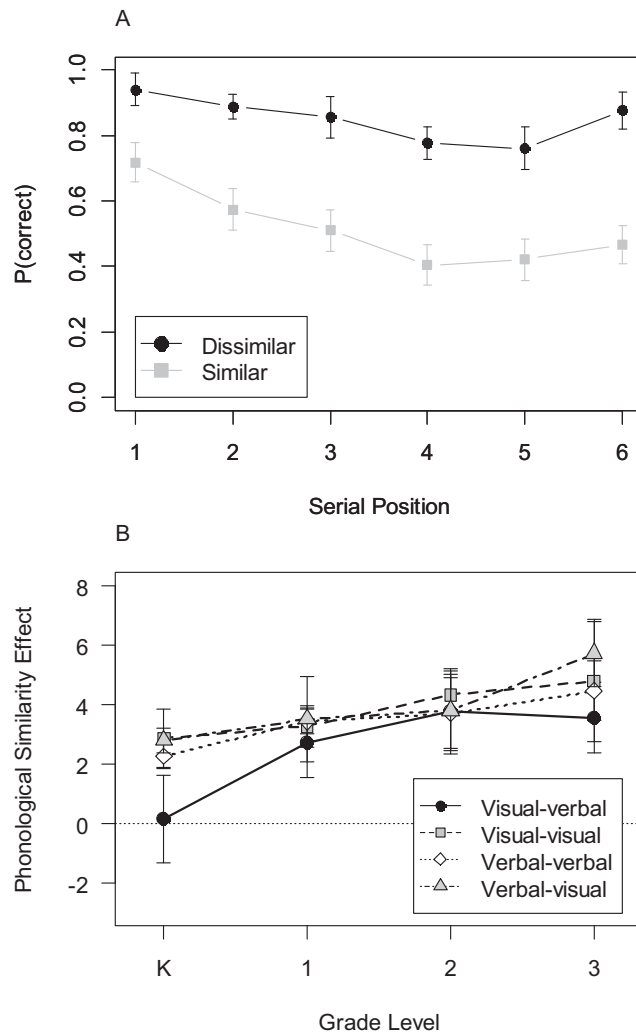 A
P(correct)
1.0
0.8
0.6
0.4
0.2
0.0
Dissimilar
Similar
1 2 3 4 5 6
Serial Position
B
Phonological Similarity Effect
8
6
4
2
0
-2
Visual-verbal
Visual-visual
Verbal-verbal
Verbal-visual
K 1 2 3
Grade Level